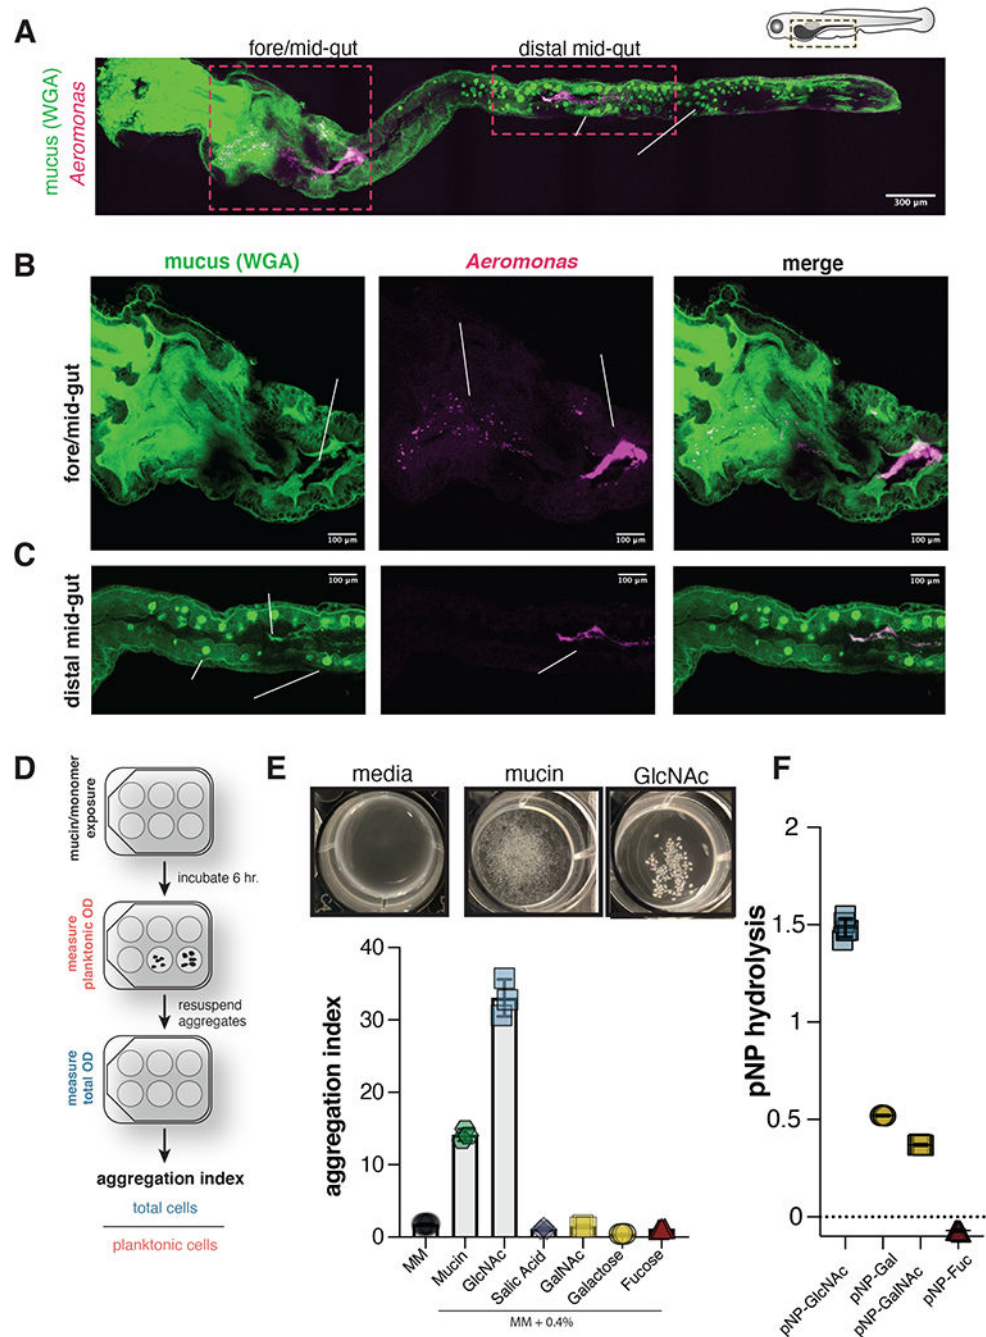 A
fore/mid-gut
distal mid-gut
mucus (WGA)
Aeromonas
300 µm
B
mucus (WGA)
Aeromonas
merge
fore/mid-gut
100 µm
100 µm
100 µm
C
distal mid-gut
100 µm
100 µm
100 µm
D
mucin/monomer
exposure
incubate 6 hr.
measure
planktonic OD
resuspend
aggregates
measure
total OD
aggregation index
total cells
planktonic cells
E
media
mucin
GlcNAc
aggregation index
40
30
20
10
0
MM
Mucin
GlcNAc
Salic Acid
GalNAc
Galactose
Fucose
MM + 0.4%
F
pNP hydrolysis
2
1.5
1
0.5
0
pNP-GlcNAc
pNP-Gal
pNP-GalNAc
pNP-Fuc